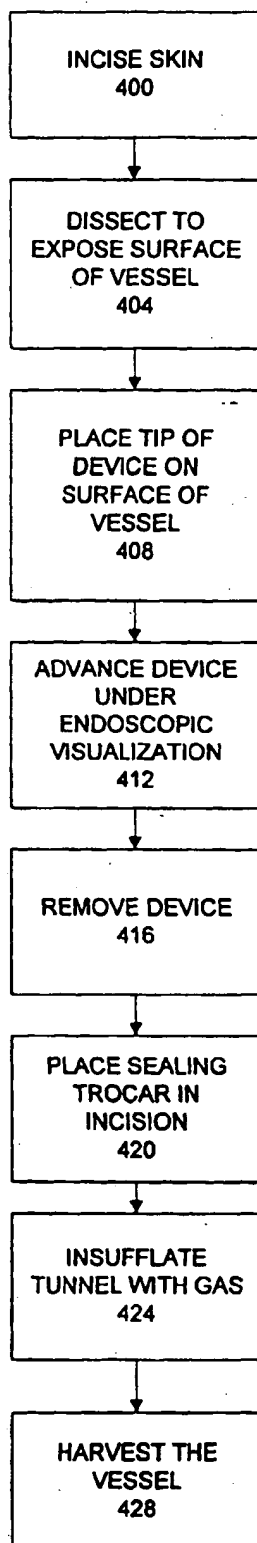 INCISE SKIN
400
DISSECT TO
EXPOSE SURFACE
OF VESSEL
404
PLACE TIP OF
DEVICE ON
SURFACE OF
VESSEL
408
ADVANCE DEVICE
UNDER
ENDOSCOPIC
VISUALIZATION
412
REMOVE DEVICE
416
PLACE SEALING
TROCAR IN
INCISION
420
INSUFFLATE
TUNNEL WITH GAS
424
HARVEST THE
VESSEL
428